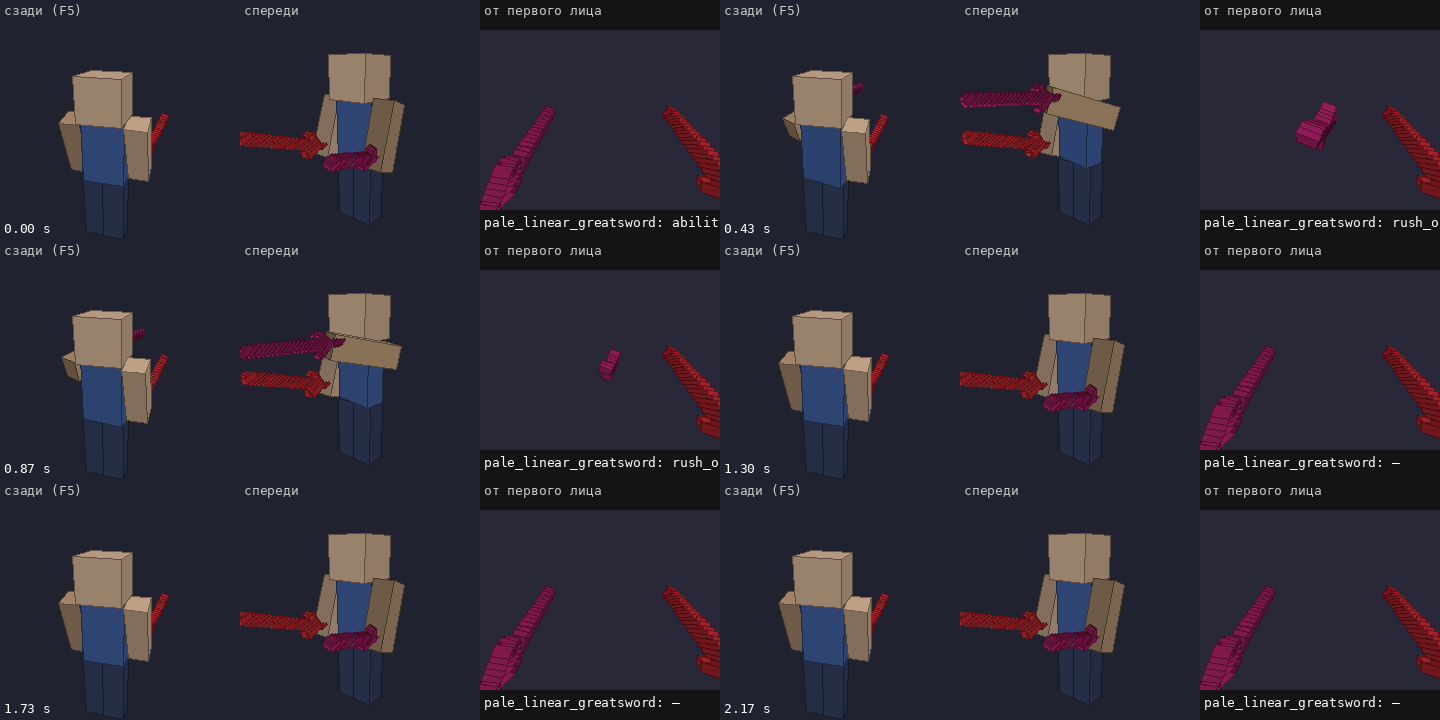 сзади (F5) спереди от первого лица сзади (F5) спереди от первого лица
0.00 s pale_linear_greatsword: abilit 0.43 s pale_linear_greatsword: rush_o
сзади (F5) спереди от первого лица сзади (F5) спереди от первого лица
0.87 s pale_linear_greatsword: rush_o 1.30 s pale_linear_greatsword: —
сзади (F5) спереди от первого лица сзади (F5) спереди от первого лица
1.73 s pale_linear_greatsword: — 2.17 s pale_linear_greatsword: —